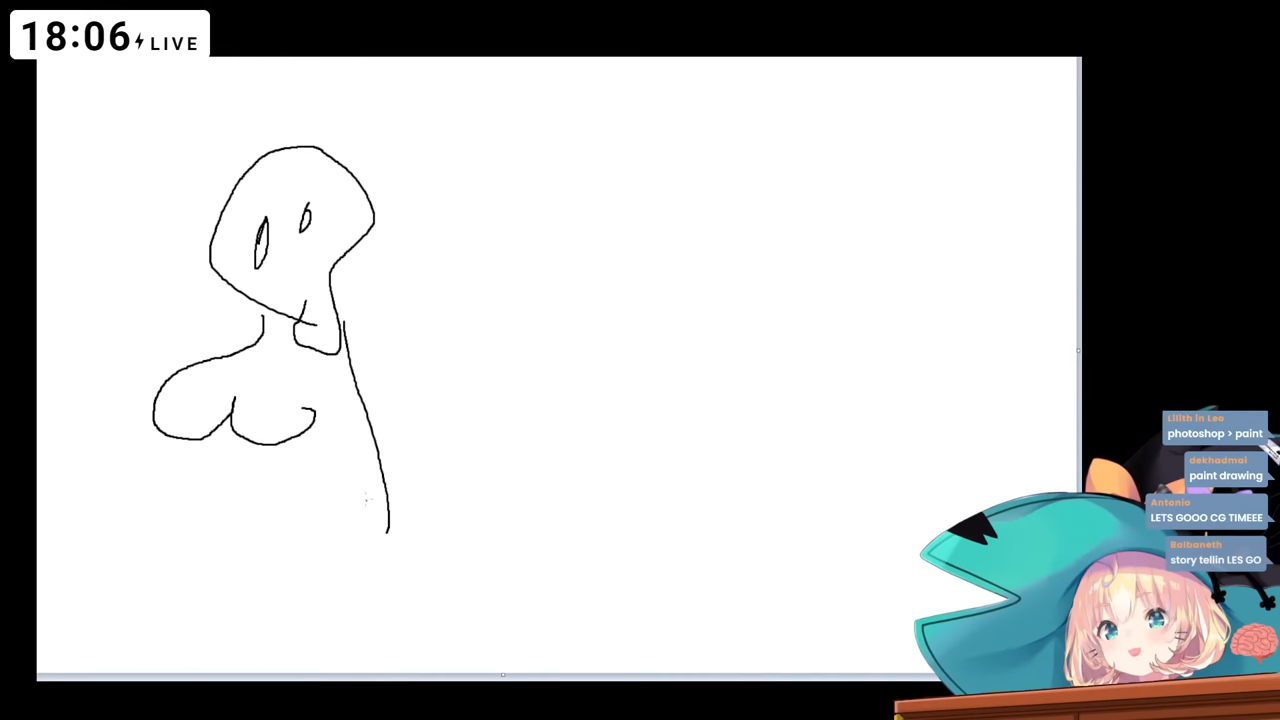 18:06 LIVE
Lilith in Leo
photoshop > paint
dekhadmai
paint drawing
Antonio
LETS GOOO CG TIMEEE
Balbaneth
story tellin LES GO